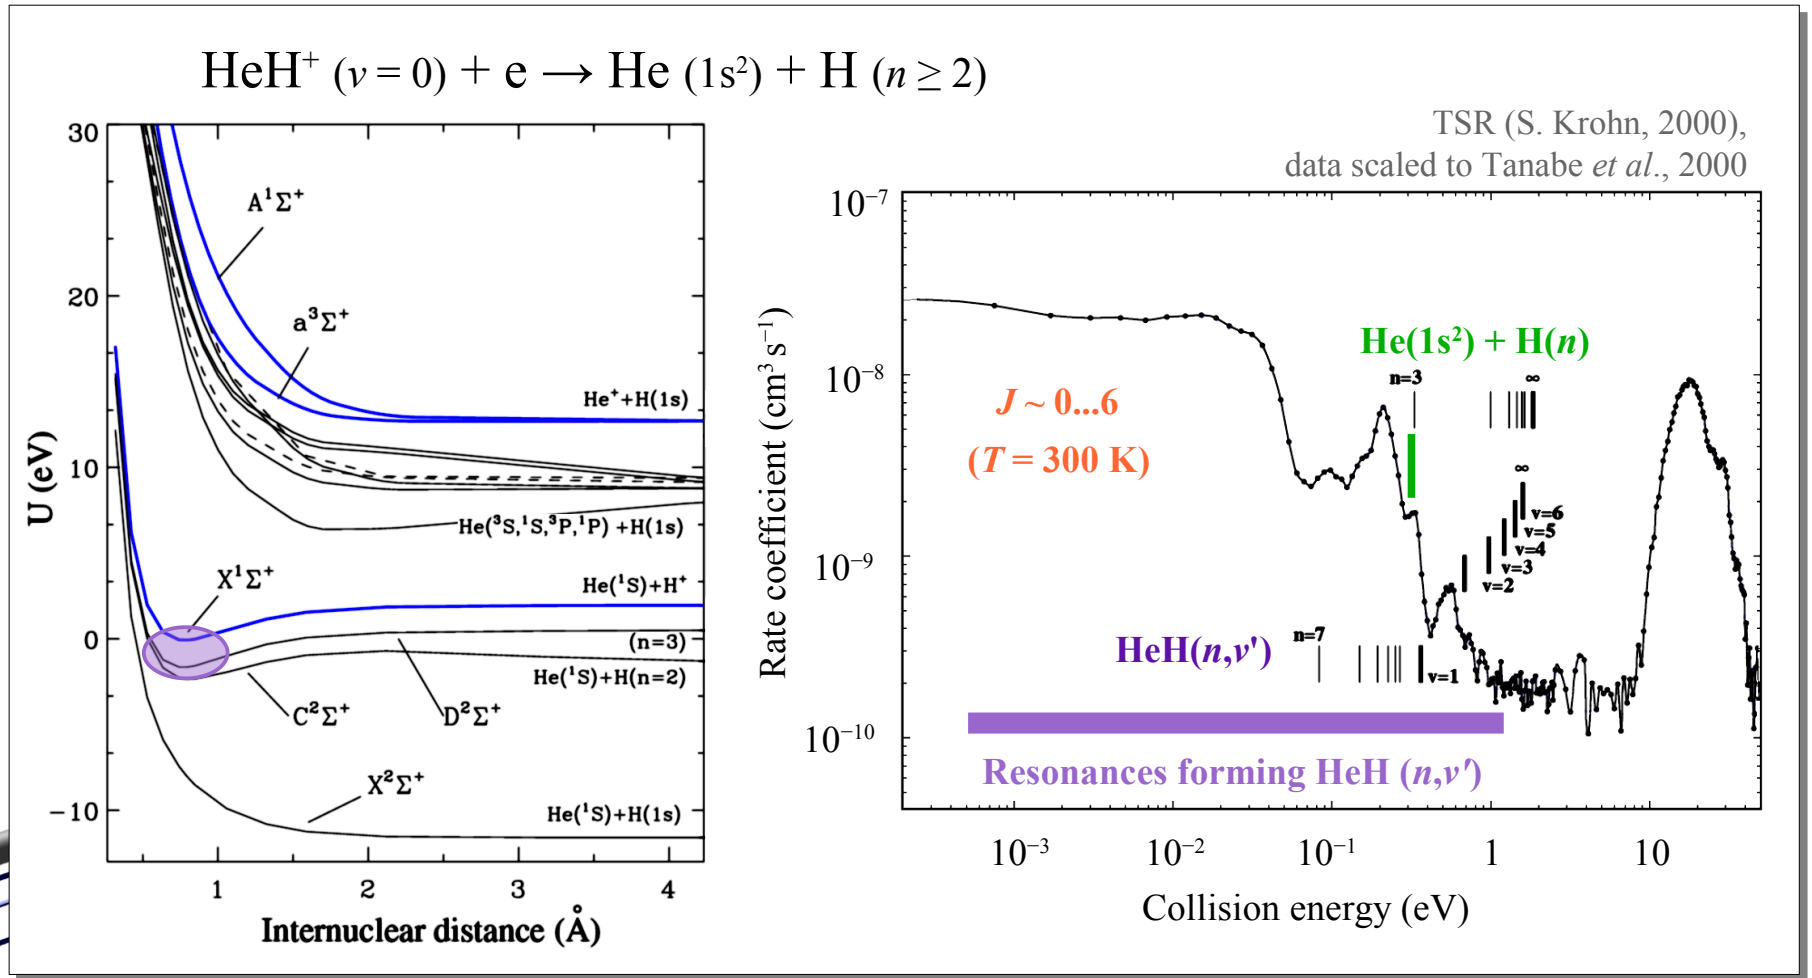 HeH⁺ (v = 0) + e → He (1s²) + H (n ≥ 2)
TSR (S. Krohn, 2000),
data scaled to Tanabe et al., 2000
30
20
10
0
−10
U (eV)
A¹Σ⁺
a³Σ⁺
He⁺+H(1s)
He(³S,¹S,³P,¹P) +H(1s)
X¹Σ⁺
He(¹S)+H⁺
(n=3)
He(¹S)+H(n=2)
C²Σ⁺
D²Σ⁺
X²Σ⁺
He(¹S)+H(1s)
1
2
3
4
Internuclear distance (Å)
Rate coefficient (cm³ s⁻¹)
10⁻⁷
10⁻⁸
10⁻⁹
10⁻¹⁰
He(1s²) + H(n)
n=3
∞
J ~ 0...6
(T = 300 K)
∞
v=6
v=5
v=4
v=3
v=2
n=7
HeH(n,v')
v=1
Resonances forming HeH (n,v')
10⁻³
10⁻²
10⁻¹
1
10
Collision energy (eV)